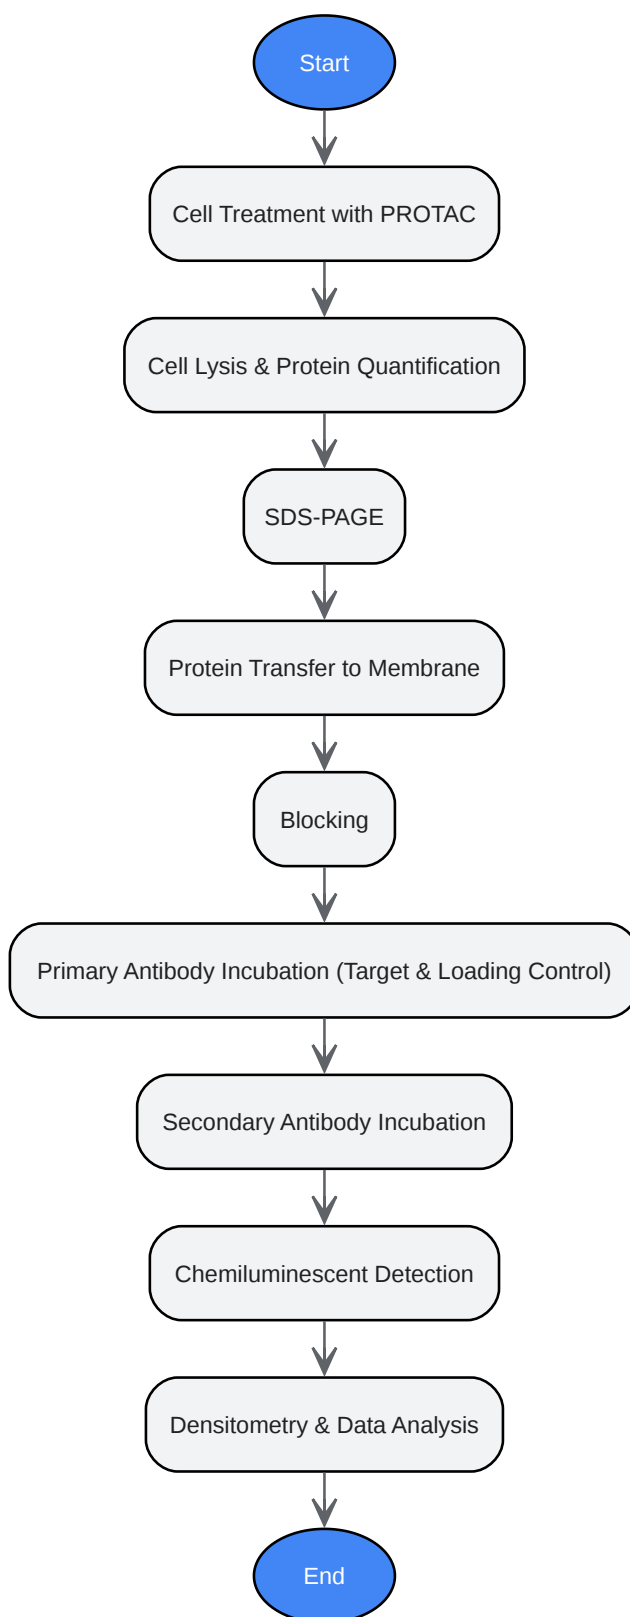 Start
Cell Treatment with PROTAC
Cell Lysis & Protein Quantification
SDS-PAGE
Protein Transfer to Membrane
Blocking
Primary Antibody Incubation (Target & Loading Control)
Secondary Antibody Incubation
Chemiluminescent Detection
Densitometry & Data Analysis
End